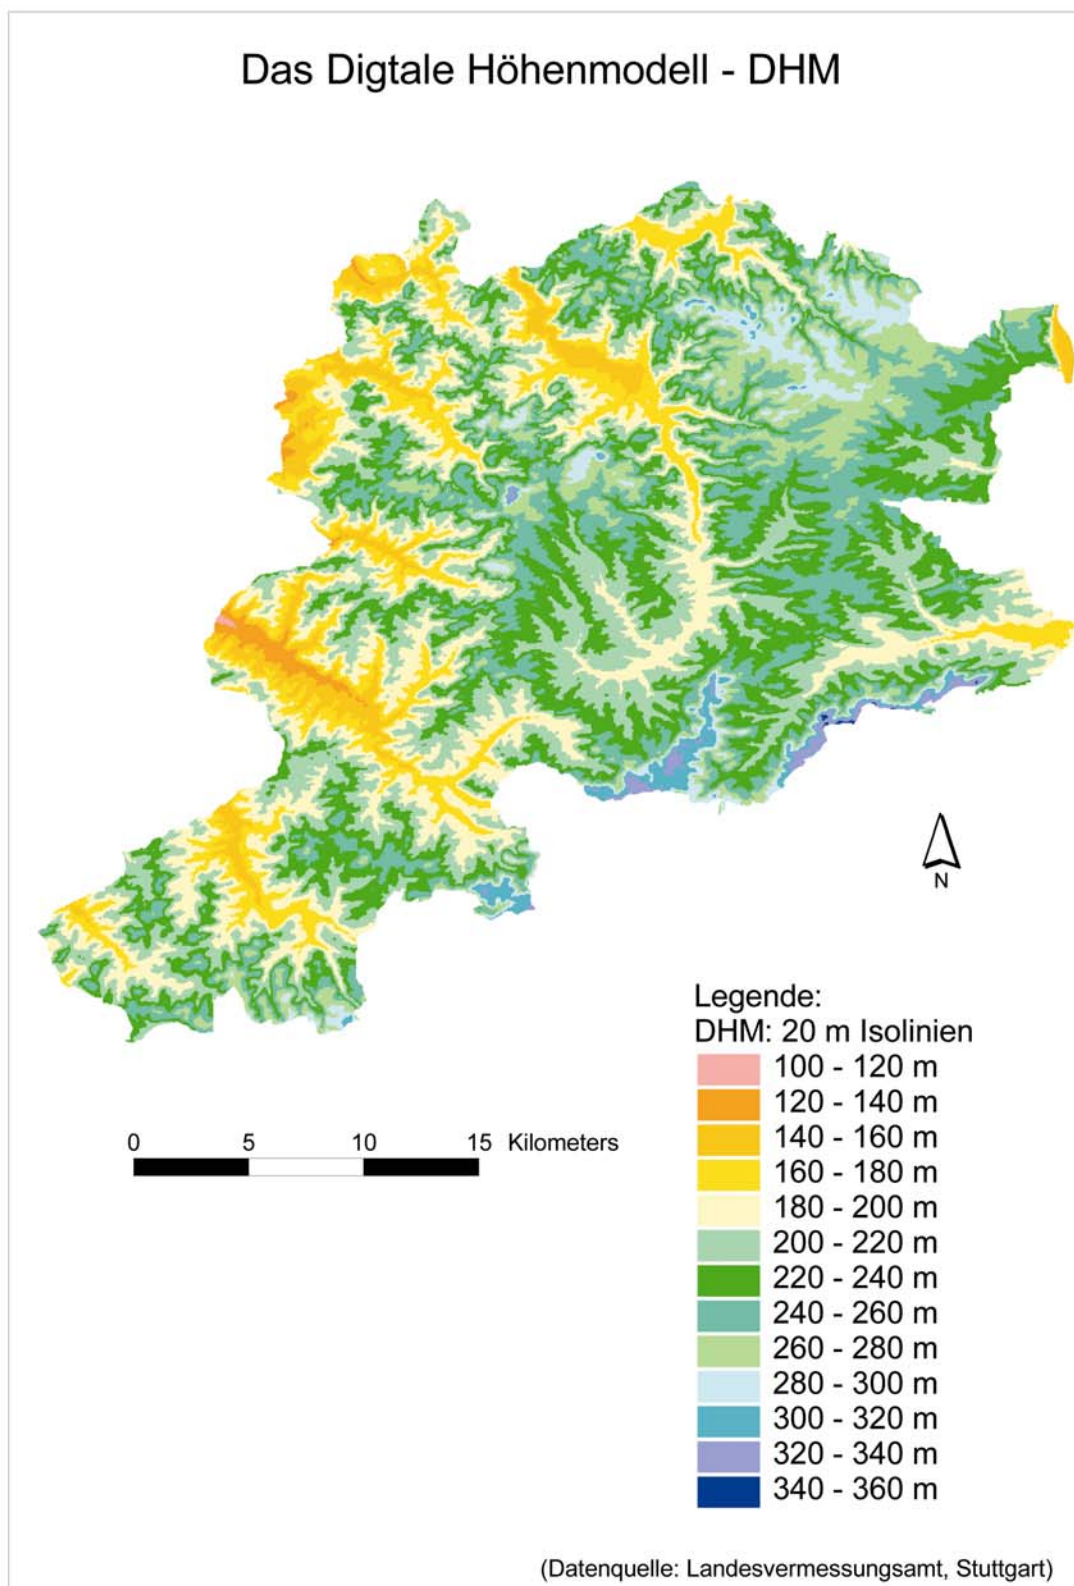 Das Digtale Höhenmodell - DHM
N
Legende:
DHM: 20 m Isolinien
100 - 120 m
120 - 140 m
140 - 160 m
160 - 180 m
180 - 200 m
200 - 220 m
220 - 240 m
240 - 260 m
260 - 280 m
280 - 300 m
300 - 320 m
320 - 340 m
340 - 360 m
0 5 10 15 Kilometers
(Datenquelle: Landesvermessungsamt, Stuttgart)